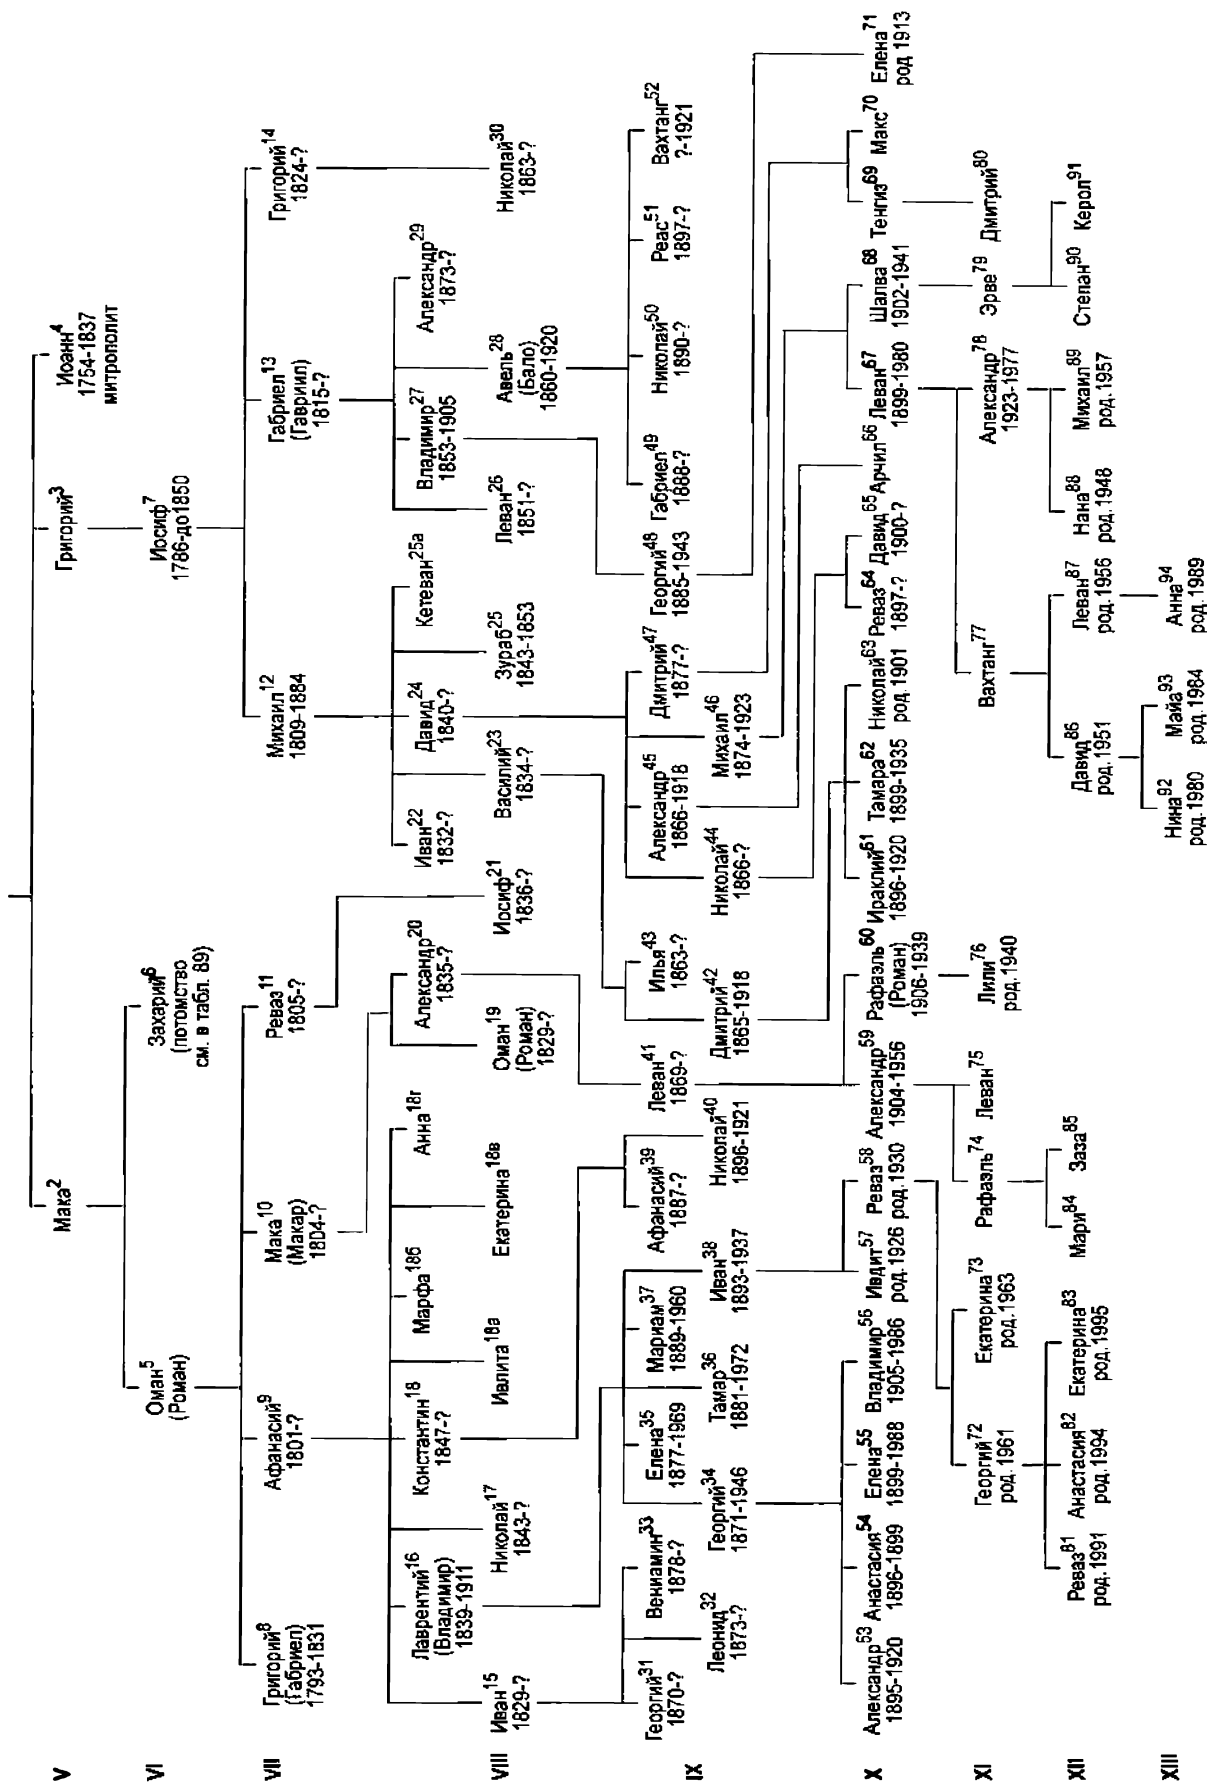 V
Мака²
Григорий³
Иоанн⁴
1754-1837
митрополит
VI
Оман⁵
(Роман)
Захарий⁶
(потомство
см. в табл. 89)
Иосиф⁷
1786-до1850
VII
Григорий⁸
(Габриел)
1793-1831
Афанасий⁹
1801-?
Мака¹⁰
(Макар)
1804-?
Реваз¹¹
1805-?
Михаил¹²
1809-1884
Габриел¹³
(Гавриил)
1815-?
Григорий¹⁴
1824-?
VIII
Иван¹⁵
1829-?
Лаврентий¹⁶
(Владимир)
1839-1911
Николай¹⁷
1843-?
Константин¹⁸
1847-?
Ивлита¹⁸ᵃ
Марфа¹⁸⁶
Екатерина¹⁸ᵛ
Анна¹⁸ʳ
Оман¹⁹
(Роман)
1829-?
Александр²⁰
1835-?
Иосиф²¹
1836-?
Иван²²
1832-?
Василий²³
1834-?
Давид²⁴
1840-?
Зураб²⁵
1843-1853
Кетеван²⁵ᵃ
Леван²⁶
1851-?
Владимир²⁷
1853-1905
Авель²⁸
(Бало)
1860-1920
Александр²⁹
1873-?
Николай³⁰
1863-?
IX
Георгий³¹
1870-?
Леонид³²
1873-?
Вениамин³³
1878-?
Георгий³⁴
1871-1946
Елена³⁵
1877-1969
Тамар³⁶
1881-1972
Мариам³⁷
1889-1960
Иван³⁸
1893-1937
Афанасий³⁹
1887-?
Николай⁴⁰
1896-1921
Леван⁴¹
1869-?
Дмитрий⁴²
1865-1918
Илья⁴³
1863-?
Николай⁴⁴
1866-?
Александр⁴⁵
1866-1918
Михаил⁴⁶
1874-1923
Дмитрий⁴⁷
1877-?
Георгий⁴⁸
1885-1943
Габриел⁴⁹
1888-?
Николай⁵⁰
1890-?
Реас⁵¹
1897-?
Вахтанг⁵²
?-1921
X
Александр⁵³
1895-1920
Анастасия⁵⁴
1896-1899
Елена⁵⁵
1899-1988
Владимир⁵⁶
1905-1986
Ивдит⁵⁷
род.1926
Реваз⁵⁸
род.1930
Александр⁵⁹
1904-1956
Рафаэль⁶⁰
(Роман)
1906-1939
Ираклий⁶¹
1896-1920
Тамара⁶²
1899-1935
Николай⁶³
род.1901
Реваз⁶⁴
1897-?
Давид⁶⁵
1900-?
Арчил⁶⁶
Леван⁶⁷
1899-1980
Шалва⁶⁸
1902-1941
Тенгиз⁶⁹
Макс⁷⁰
Елена⁷¹
род 1913
XI
Георгий⁷²
род.1961
Екатерина⁷³
род.1963
Рафаэль⁷⁴
Леван⁷⁵
Лили⁷⁶
род.1940
Вахтанг⁷⁷
Александр⁷⁸
1923-1977
Эрве⁷⁹
Дмитрий⁸⁰
XII
Реваз⁸¹
род.1991
Анастасия⁸²
род.1994
Екатерина⁸³
род.1995
Мари⁸⁴
Заза⁸⁵
Давид⁸⁶
род.1951
Леван⁸⁷
род.1956
Нана⁸⁸
род.1948
Михаил⁸⁹
род.1957
Степан⁹⁰
Керол⁹¹
XIII
Нина⁹²
род.1980
Майа⁹³
род.1984
Анна⁹⁴
род.1989